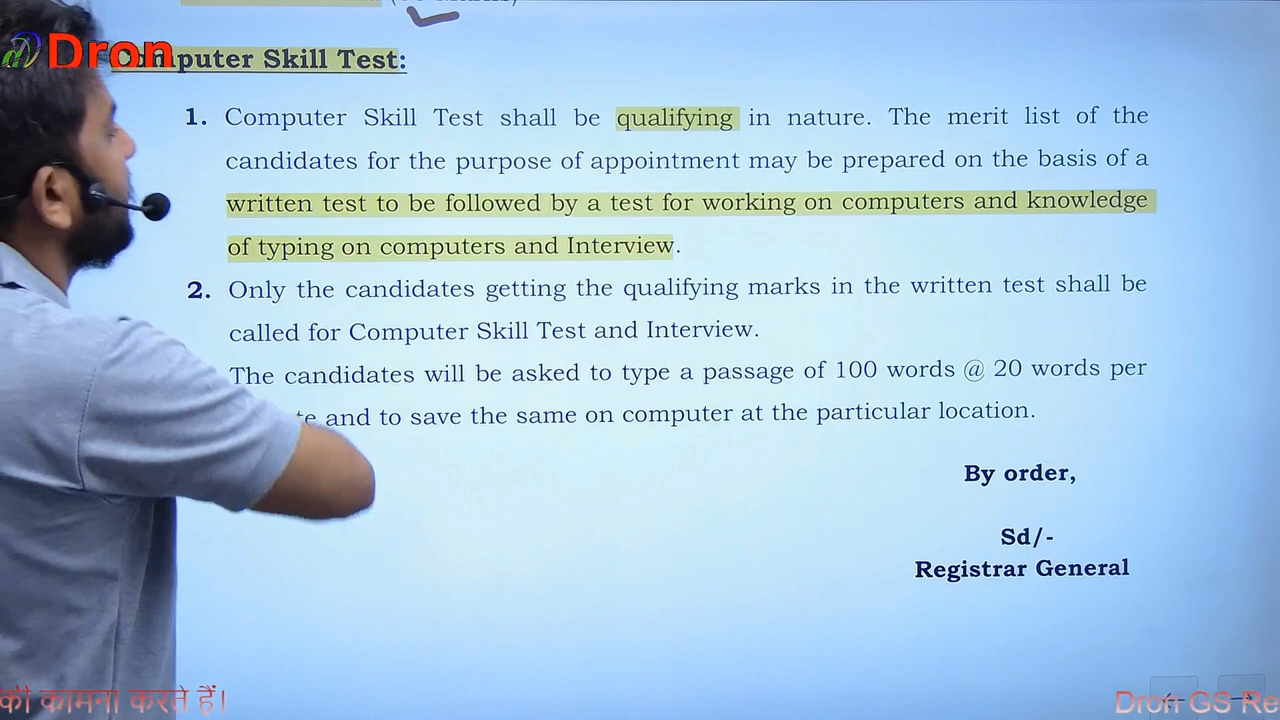 Dron
Computer Skill Test:
1. Computer Skill Test shall be qualifying in nature. The merit list of the
candidates for the purpose of appointment may be prepared on the basis of a
written test to be followed by a test for working on computers and knowledge
of typing on computers and Interview.
2. Only the candidates getting the qualifying marks in the written test shall be
called for Computer Skill Test and Interview.
The candidates will be asked to type a passage of 100 words @ 20 words per
and to save the same on computer at the particular location.
By order,
Sd/-
Registrar General
की कामना करते हैं।
Dron GS Re